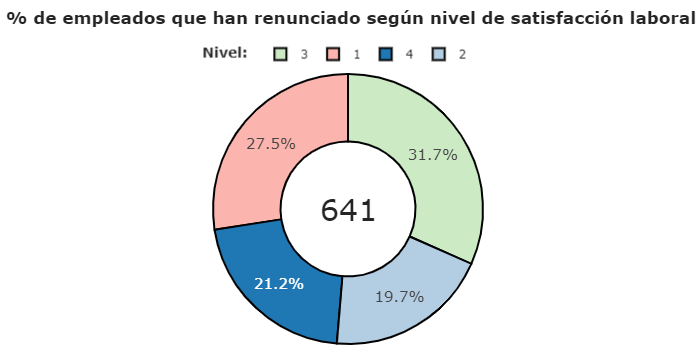 % de empleados que han renunciado según nivel de satisfacción laboral
Nivel: 3 1 4 2
27.5%
31.7%
641
21.2%
19.7%